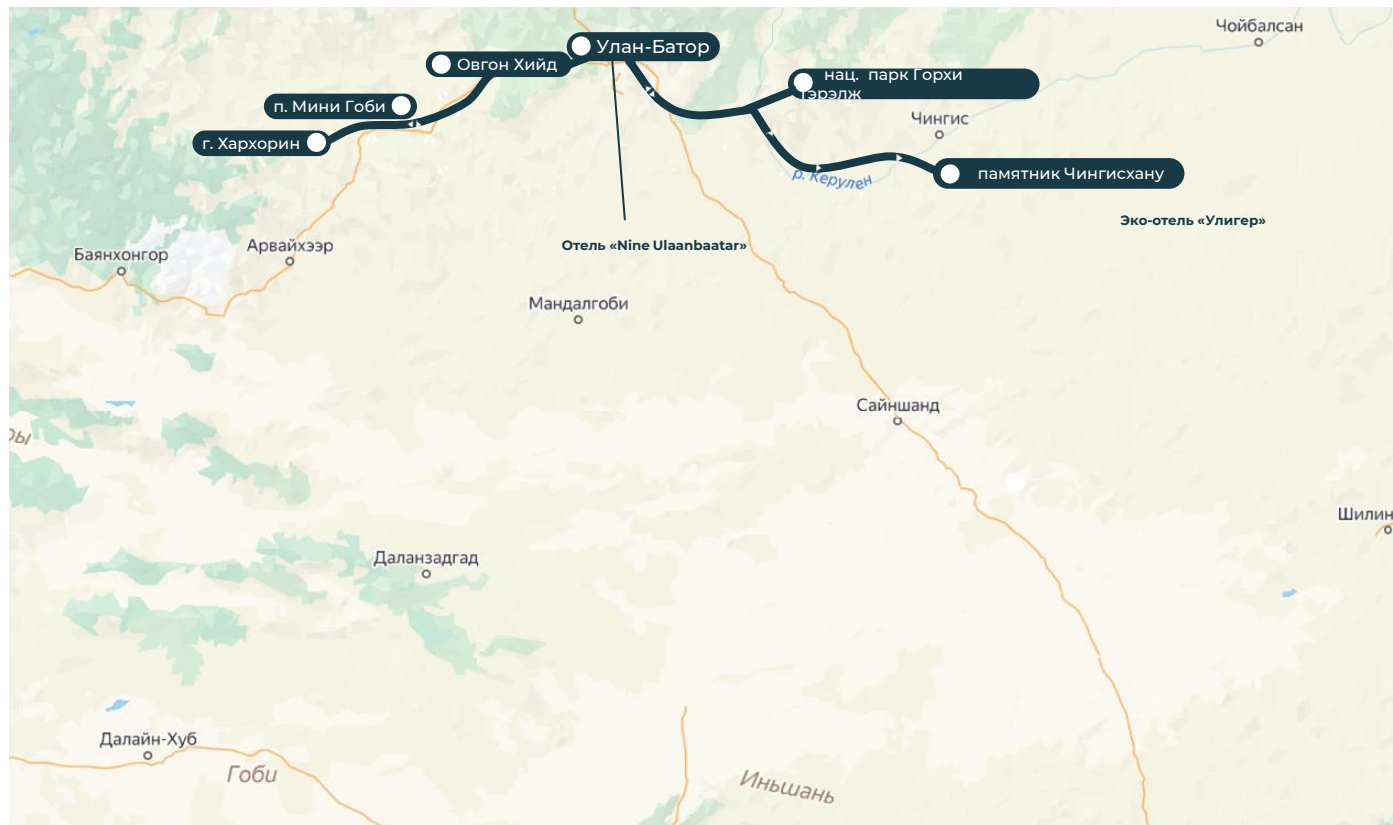 Чойбалсан
Улан-Батор
Овгон Хийд
нац. парк Горхи
Тэрэлж
п. Мини Гоби
Чингис
г. Хархорин
памятник Чингисхану
р. Керулен
Эко-отель «Улигер»
Отель «Nine Ulaanbaatar»
Арвайхээр
Баянхонгор
Мандалгоби
Сайншанд
ры
Шилин
Даланзадгад
Далайн-Хуб
Гоби
Иньшань